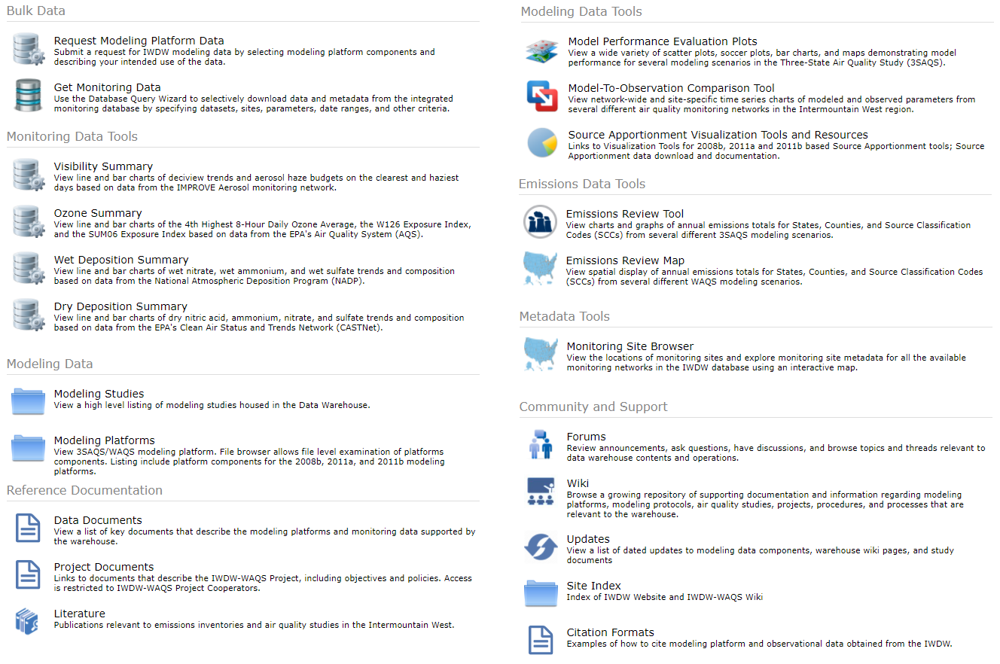 Bulk Data
Request Modeling Platform Data
Submit a request for IWDW modeling data by selecting modeling platform components and
describing your intended use of the data.
Get Monitoring Data
Use the Database Query Wizard to selectively download data and metadata from the integrated
monitoring database by specifying datasets, sites, parameters, date ranges, and other criteria.
Monitoring Data Tools
Visibility Summary
View line and bar charts of deciview trends and aerosol haze budgets on the clearest and haziest
days based on data from the IMPROVE Aerosol monitoring network.
Ozone Summary
View line and bar charts of the 4th Highest 8-Hour Daily Ozone Average, the W126 Exposure Index,
and the SUM06 Exposure Index based on data from the EPA's Air Quality System (AQS).
Wet Deposition Summary
View line and bar charts of wet nitrate, wet ammonium, and wet sulfate trends and composition
based on data from the National Atmospheric Deposition Program (NADP).
Dry Deposition Summary
View line and bar charts of dry nitric acid, ammonium, nitrate, and sulfate trends and composition
based on data from the EPA's Clean Air Status and Trends Network (CASTNet).
Modeling Data
Modeling Studies
View a high level listing of modeling studies housed in the Data Warehouse.
Modeling Platforms
View 3SAQS/WAQS modeling platform. File browser allows file level examination of platforms
components. Listing include platform components for the 2008b, 2011a, and 2011b modeling
platforms.
Reference Documentation
Data Documents
View a list of key documents that describe the modeling platforms and monitoring data supported by
the warehouse.
Project Documents
Links to documents that describe the IWDW-WAQS Project, including objectives and policies. Access
is restricted to IWDW-WAQS Project Cooperators.
Literature
Publications relevant to emissions inventories and air quality studies in the Intermountain West.
Modeling Data Tools
Model Performance Evaluation Plots
View a wide variety of scatter plots, soccer plots, bar charts, and maps demonstrating model
performance for several modeling scenarios in the Three-State Air Quality Study (3SAQS).
Model-To-Observation Comparison Tool
View network-wide and site-specific time series charts of modeled and observed parameters from
several different air quality monitoring networks in the Intermountain West region.
Source Apportionment Visualization Tools and Resources
Links to Visualization Tools for 2008b, 2011a and 2011b based Source Apportionment tools; Source
Apportionment data download and documentation.
Emissions Data Tools
Emissions Review Tool
View charts and graphs of annual emissions totals for States, Counties, and Source Classification
Codes (SCCs) from several different 3SAQS modeling scenarios.
Emissions Review Map
View spatial display of annual emissions totals for States, Counties, and Source Classification Codes
(SCCs) from several different WAQS modeling scenarios.
Metadata Tools
Monitoring Site Browser
View the locations of monitoring sites and explore monitoring site metadata for all the available
monitoring networks in the IWDW database using an interactive map.
Community and Support
Forums
Review announcements, ask questions, have discussions, and browse topics and threads relevant to
data warehouse contents and operations.
Wiki
Browse a growing repository of supporting documentation and information regarding modeling
platforms, modeling protocols, air quality studies, projects, procedures, and processes that are
relevant to the warehouse.
Updates
View a list of dated updates to modeling data components, warehouse wiki pages, and study
documents
Site Index
Index of IWDW Website and IWDW-WAQS Wiki
Citation Formats
Examples of how to cite modeling platform and observational data obtained from the IWDW.